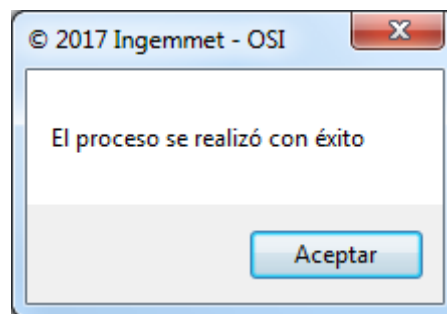 © 2017 Ingemmet - OSI
El proceso se realizó con éxito
Aceptar